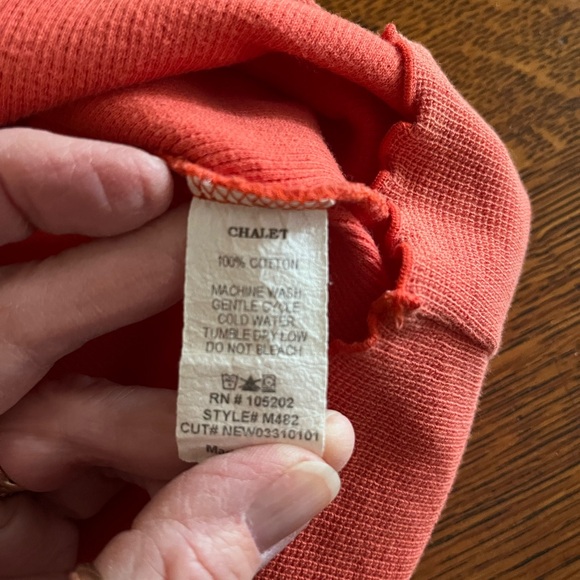 CHALET
100% COTTON
MACHINE WASH
GENTLE CYCLE
COLD WATER
TUMBLE DRY LOW
DO NOT BLEACH
RN # 105202
STYLE# M482
CUT# NEW03310101